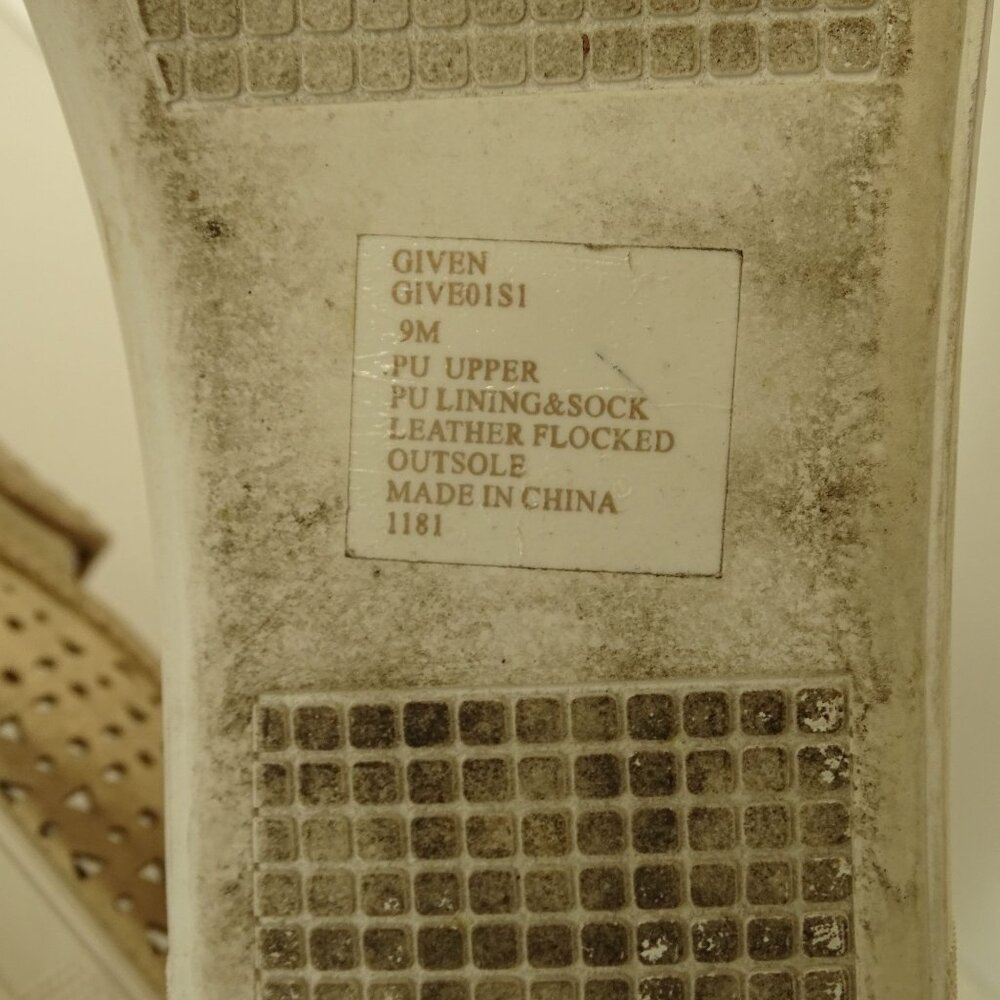 GIVEN
GIVE01S1
9M
PU UPPER
PU LINING&SOCK
LEATHER FLOCKED
OUTSOLE
MADE IN CHINA
1181